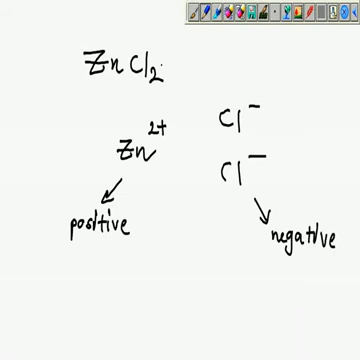 ZnCl2
Zn2+ Cl−
Cl−
positive
negative